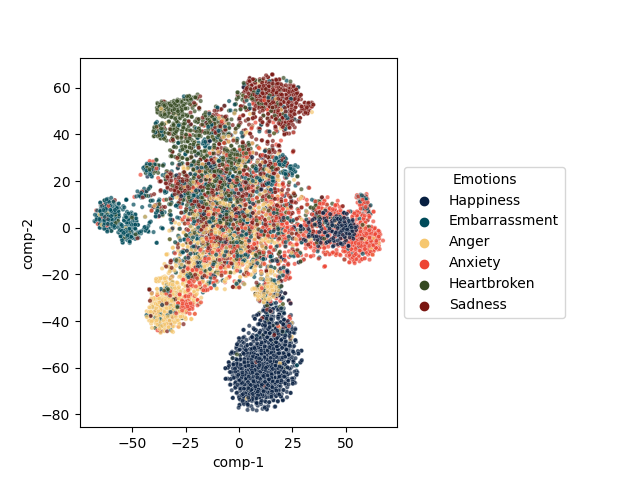 60
40
20
0
−20
−40
−60
−80
comp-2
−50
−25
0
25
50
comp-1
Emotions
Happiness
Embarrassment
Anger
Anxiety
Heartbroken
Sadness